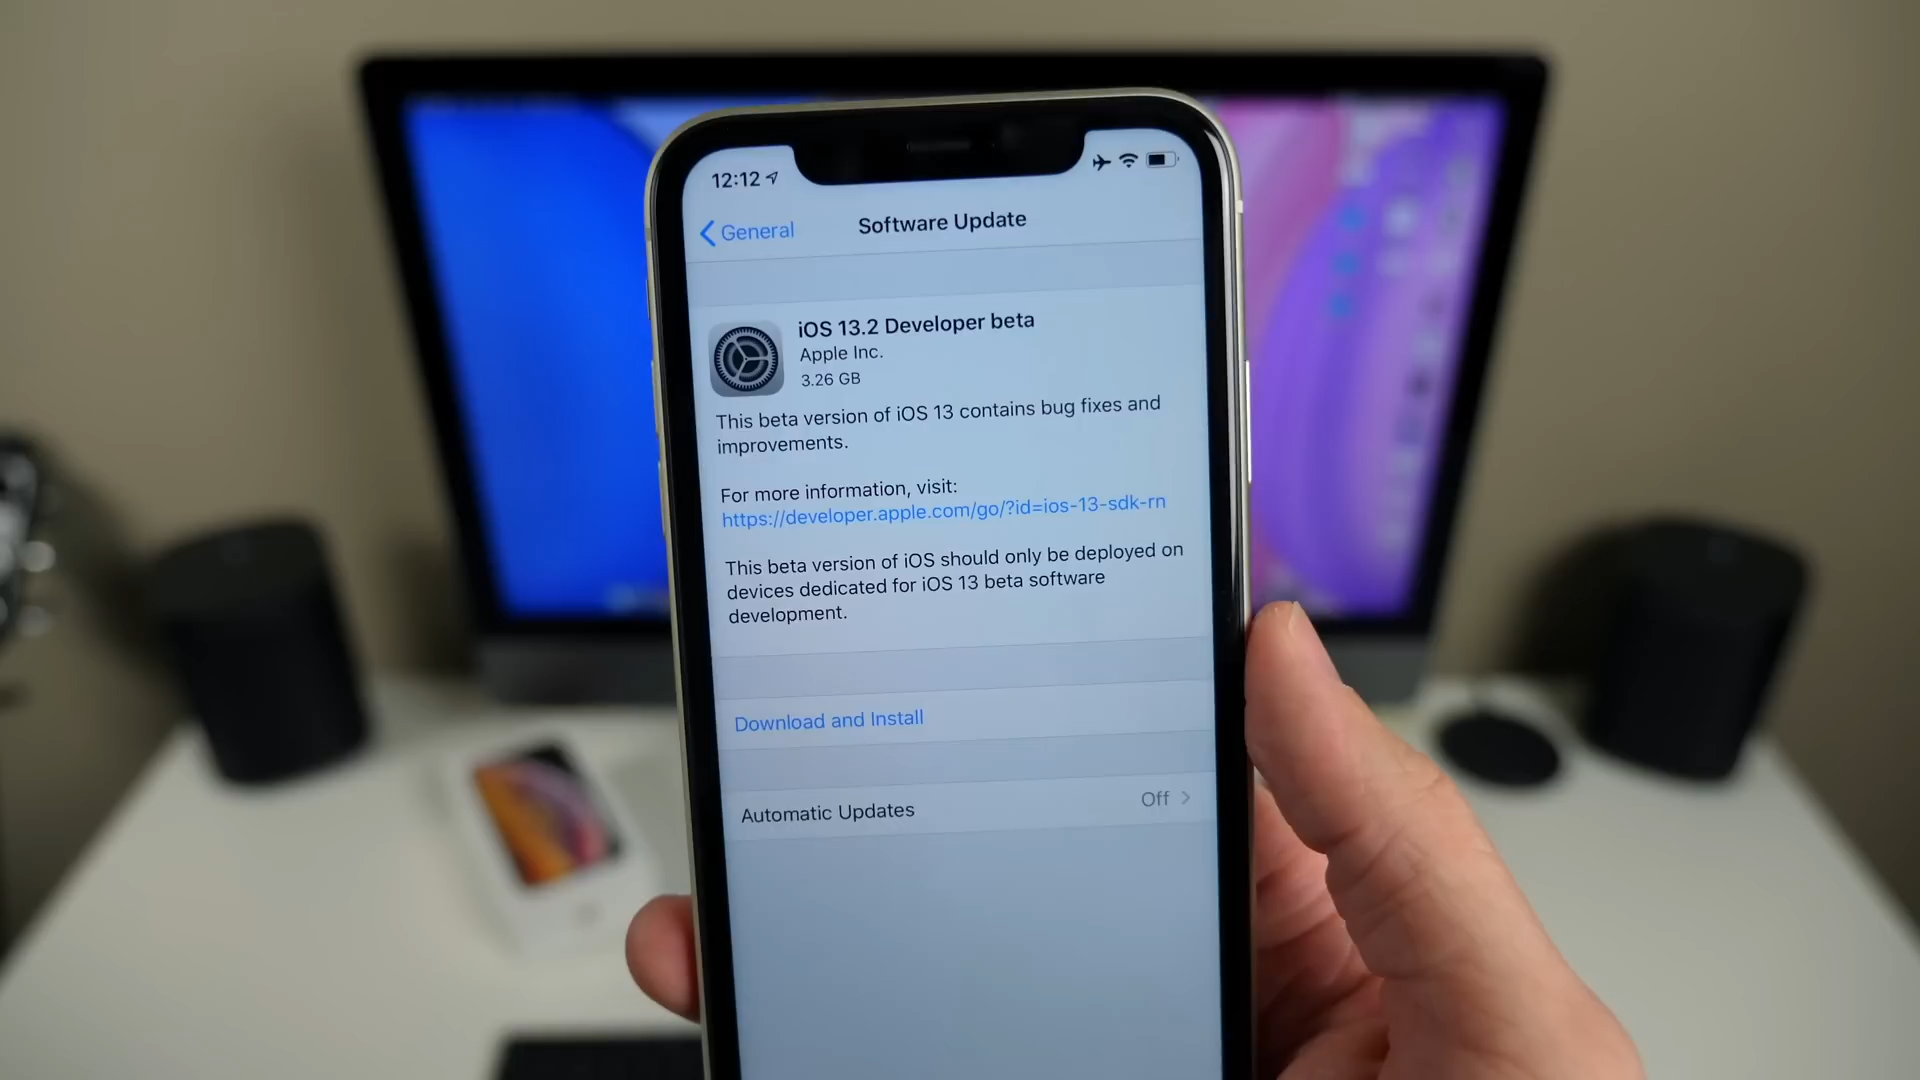 12:12
General
Software Update
iOS 13.2 Developer beta
Apple Inc.
3.26 GB
This beta version of iOS 13 contains bug fixes and
improvements.
For more information, visit:
https://developer.apple.com/go/?id=ios-13-sdk-rn
This beta version of iOS should only be deployed on
devices dedicated for iOS 13 beta software
development.
Download and Install
Automatic Updates Off